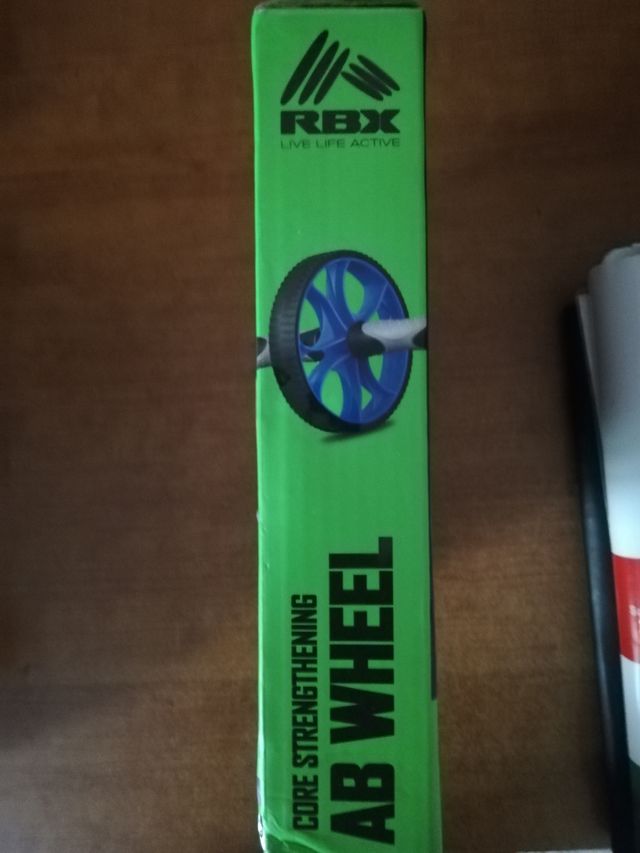 RBX
LIVE LIFE ACTIVE
CORE STRENGTHENING
AB WHEEL